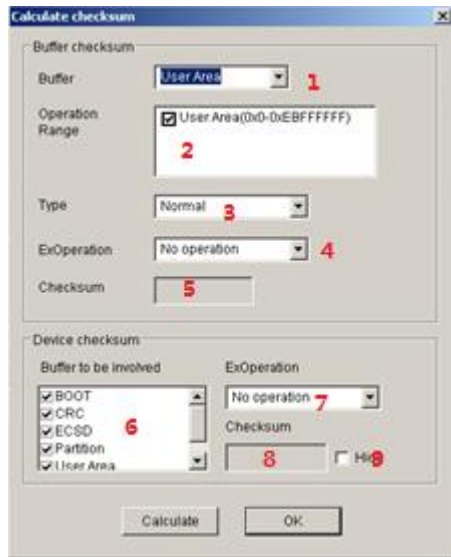 Calculate checksum
Buffer checksum
Buffer User Area 1
Operation Range User Area(0x0-0xEBFFFFFF)
2
Type Normal 3
ExOperation No operation 4
Checksum 5
Device checksum
Buffer to be involved ExOperation
BOOT No operation 7
CRC
ECSD 6 Checksum
Partition 8 9
User Area
Calculate OK